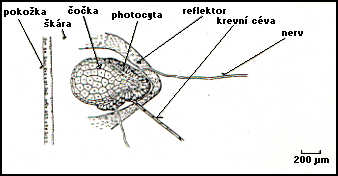 pokožka
škára
čočka
photocyta
reflektor
krevní céva
nerv
200 µm